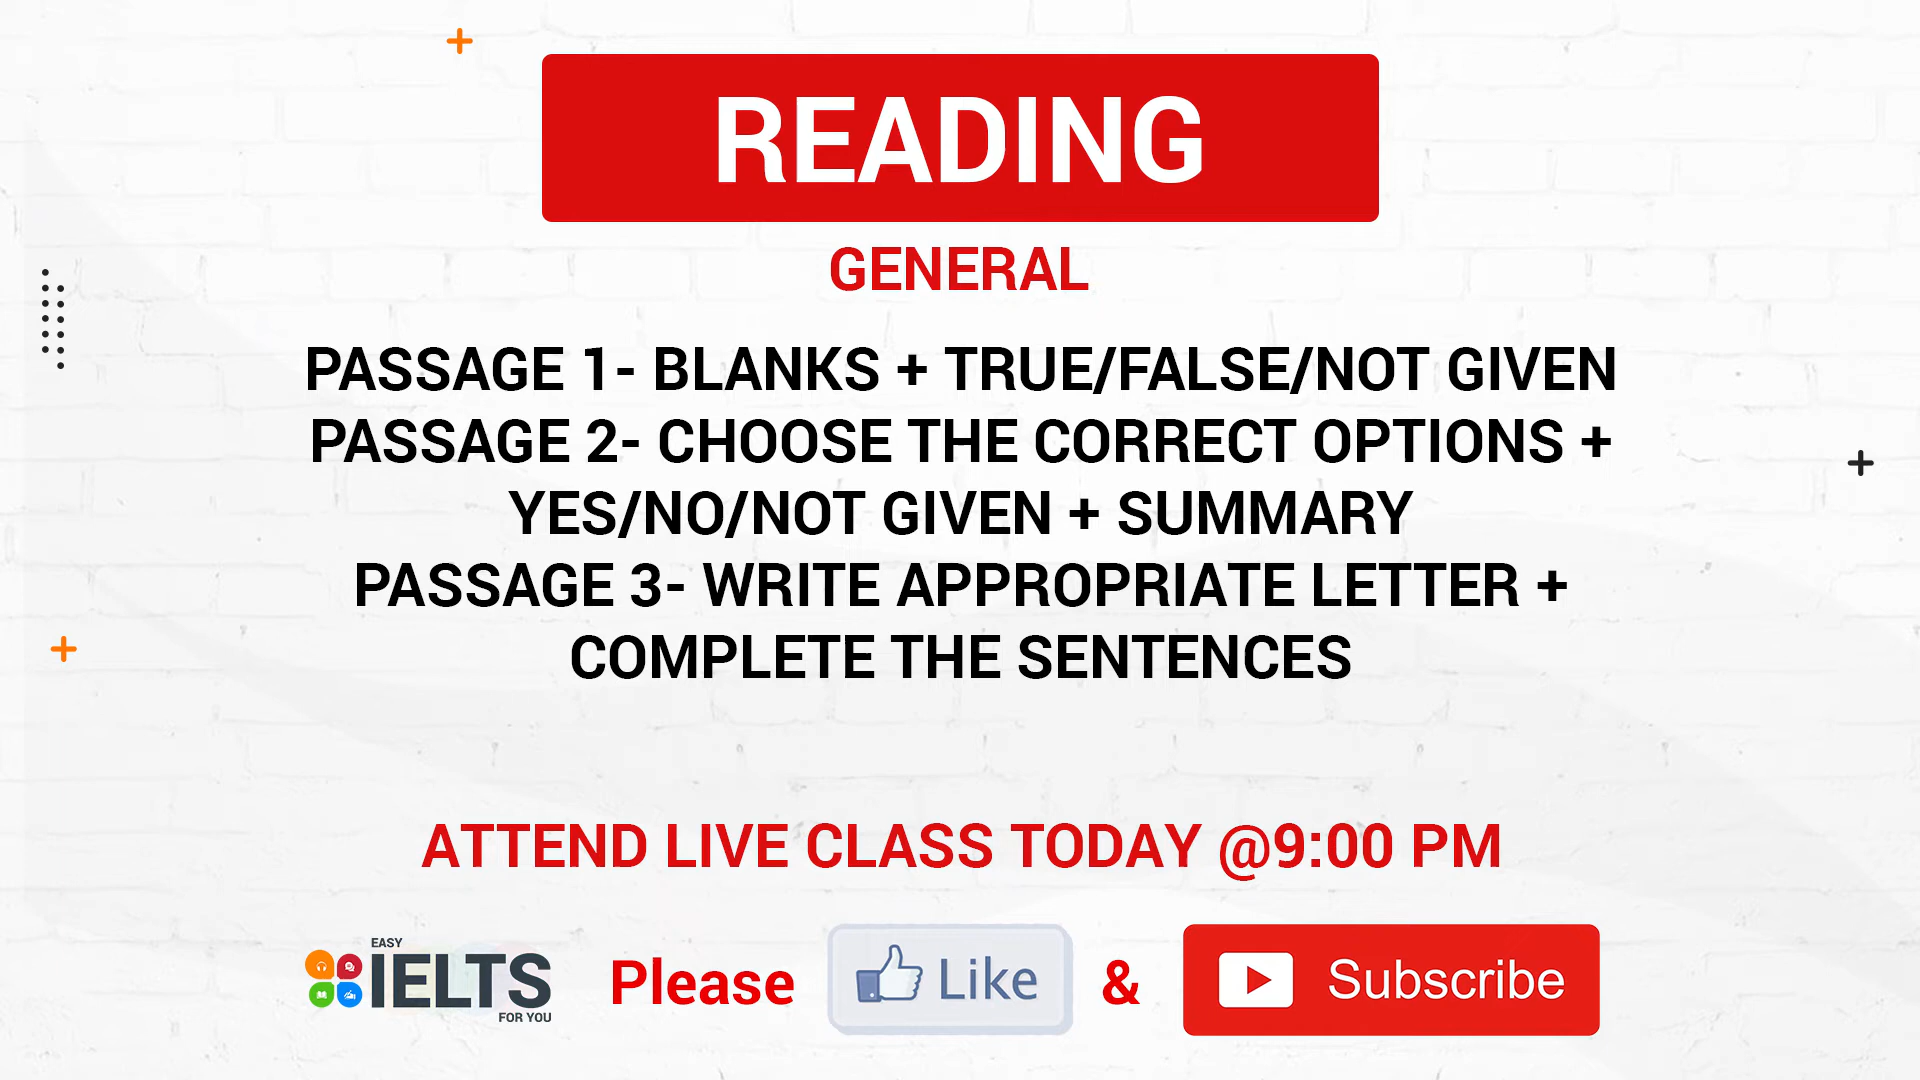 READING
GENERAL
PASSAGE 1- BLANKS + TRUE/FALSE/NOT GIVEN
PASSAGE 2- CHOOSE THE CORRECT OPTIONS +
YES/NO/NOT GIVEN + SUMMARY
PASSAGE 3- WRITE APPROPRIATE LETTER +
COMPLETE THE SENTENCES
ATTEND LIVE CLASS TODAY @9:00 PM
EASY
IELTS
FOR YOU
Please Like & Subscribe